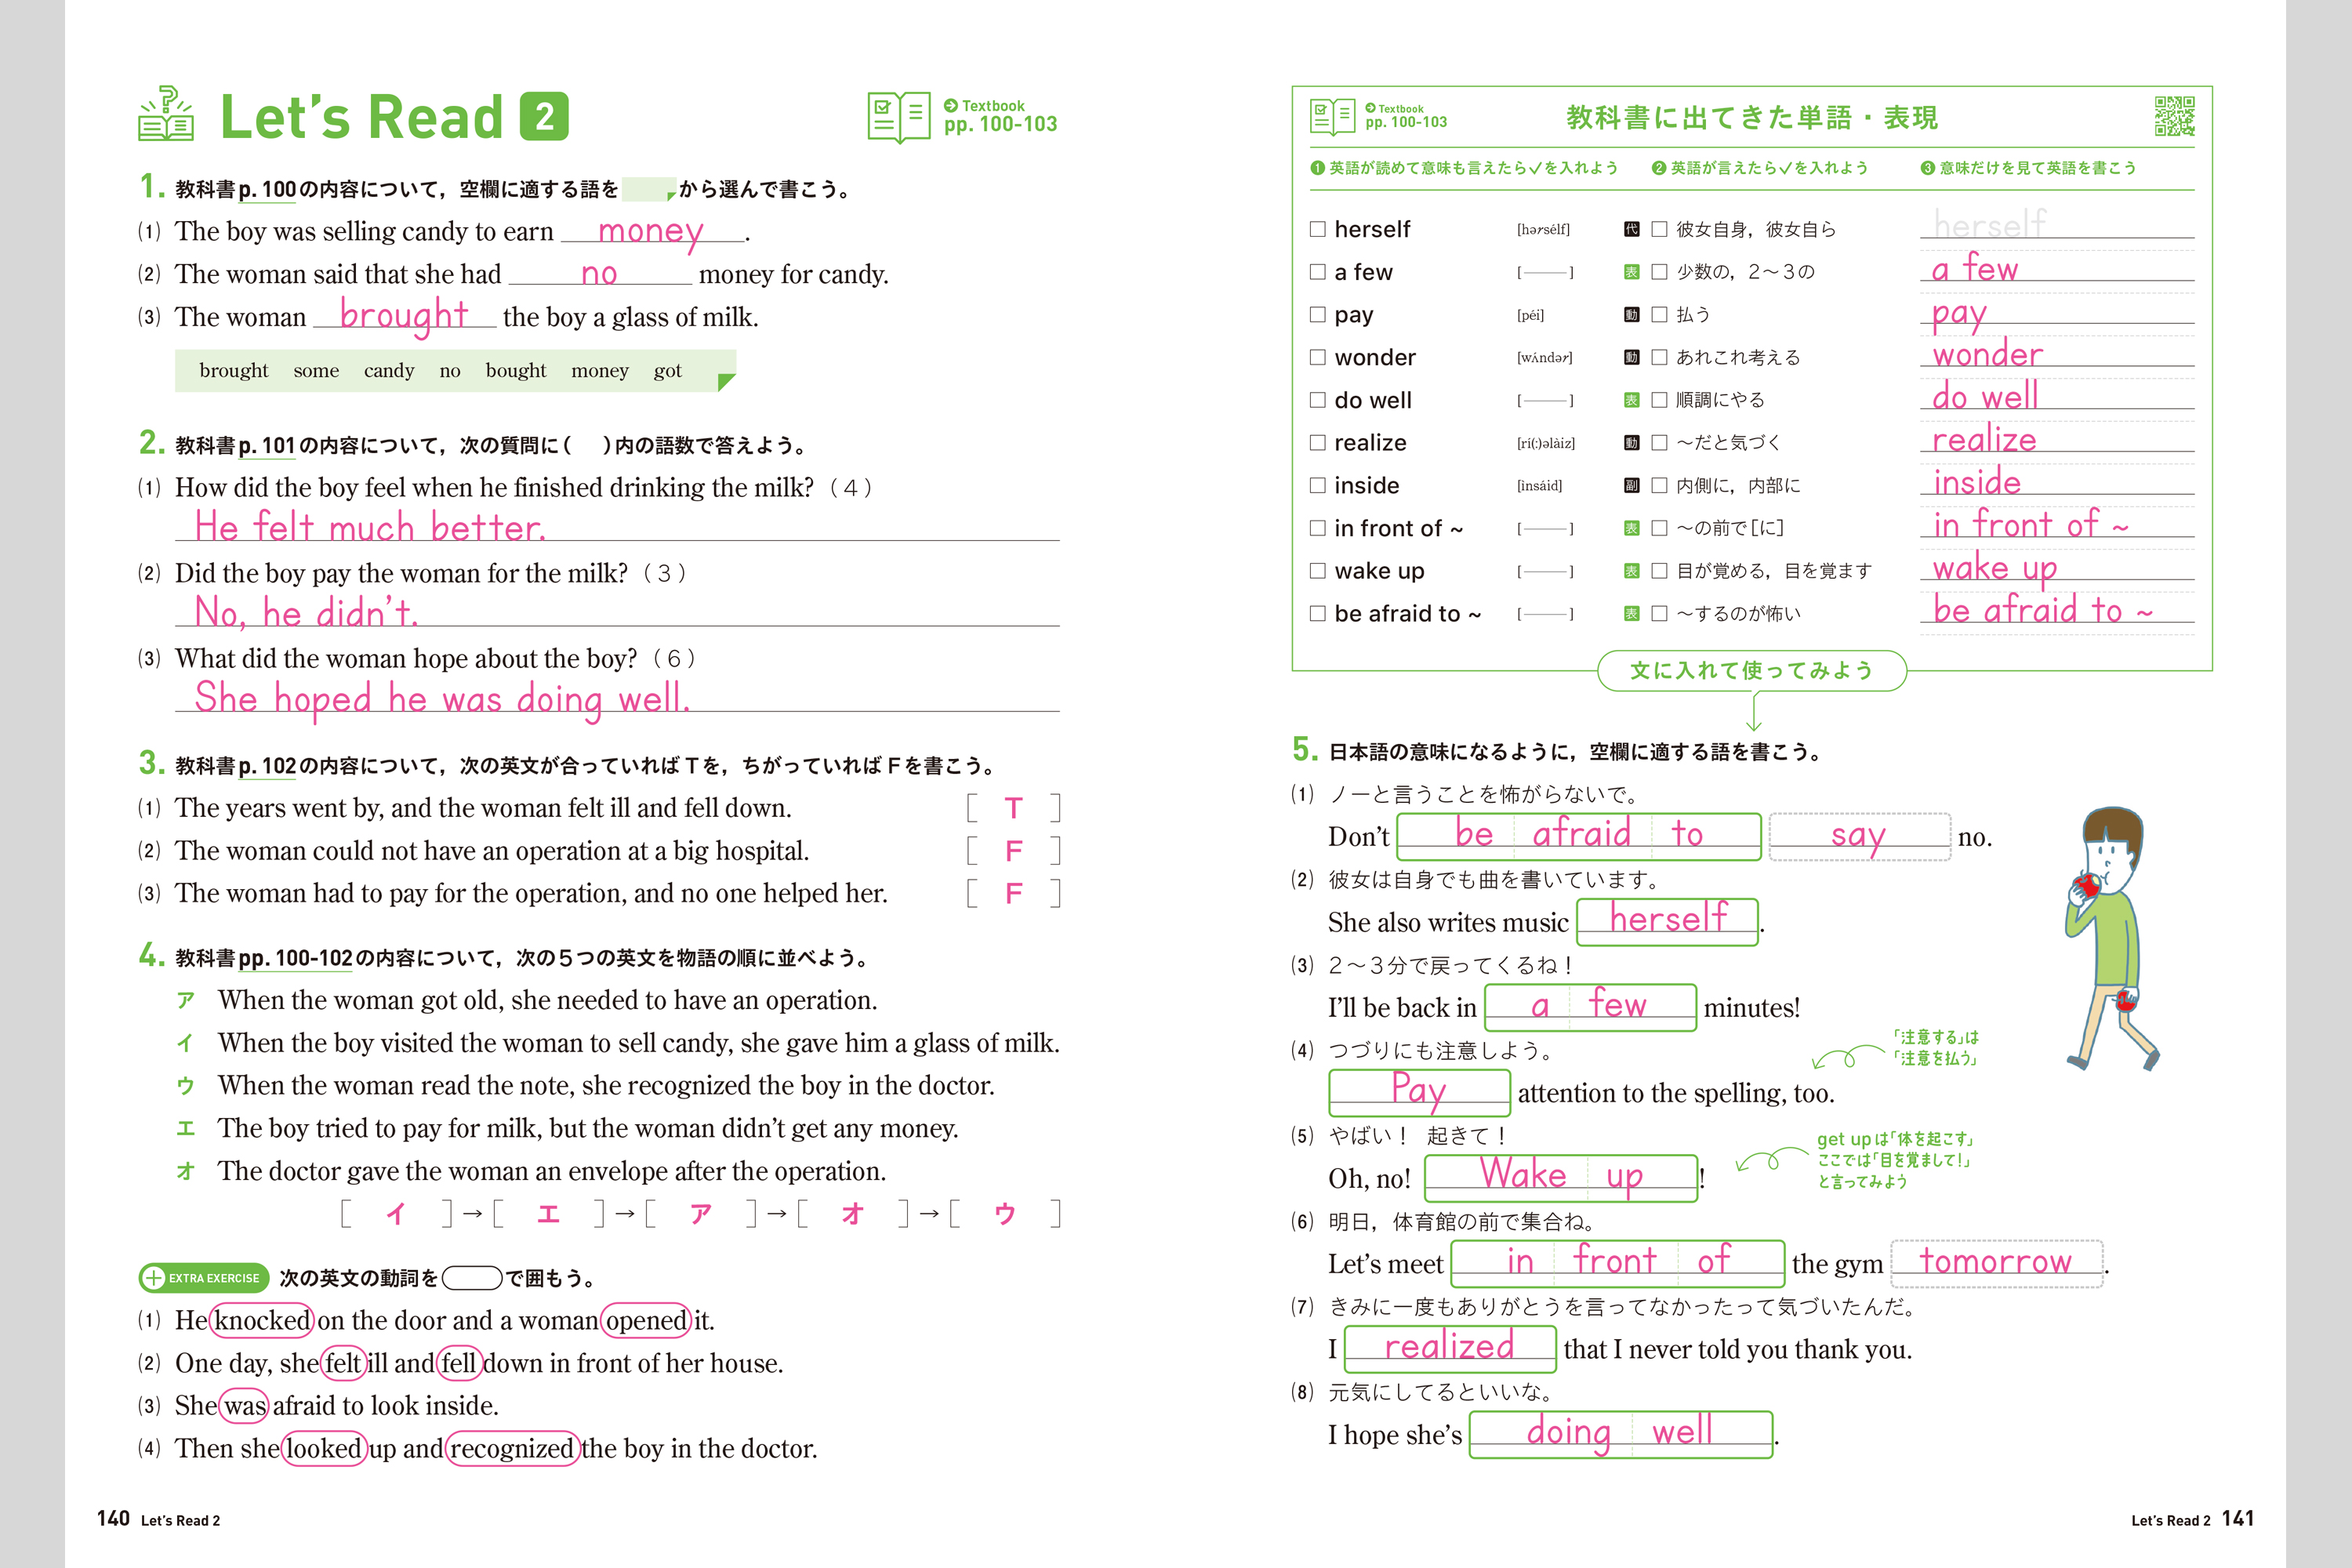 Let's Read 2
Textbook
pp. 100-103
1. 教科書p. 100の内容について，空欄に適する語を から選んで書こう。
(1) The boy was selling candy to earn money.
(2) The woman said that she had no money for candy.
(3) The woman brought the boy a glass of milk.
brought some candy no bought money got
2. 教科書p. 101の内容について，次の質問に( )内の語数で答えよう。
(1) How did the boy feel when he finished drinking the milk?（4）
He felt much better.
(2) Did the boy pay the woman for the milk?（3）
No, he didn't.
(3) What did the woman hope about the boy?（6）
She hoped he was doing well.
3. 教科書p. 102の内容について，次の英文が合っていればTを，ちがっていればFを書こう。
(1) The years went by, and the woman felt ill and fell down. [ T ]
(2) The woman could not have an operation at a big hospital. [ F ]
(3) The woman had to pay for the operation, and no one helped her. [ F ]
4. 教科書pp. 100-102の内容について，次の5つの英文を物語の順に並べよう。
ア When the woman got old, she needed to have an operation.
イ When the boy visited the woman to sell candy, she gave him a glass of milk.
ウ When the woman read the note, she recognized the boy in the doctor.
エ The boy tried to pay for milk, but the woman didn't get any money.
オ The doctor gave the woman an envelope after the operation.
[ イ ]→[ エ ]→[ ア ]→[ オ ]→[ ウ ]
EXTRA EXERCISE 次の英文の動詞を で囲もう。
(1) He knocked on the door and a woman opened it.
(2) One day, she felt ill and fell down in front of her house.
(3) She was afraid to look inside.
(4) Then she looked up and recognized the boy in the doctor.
140 Let's Read 2
Textbook
pp. 100-103
教科書に出てきた単語・表現
❶ 英語が読めて意味も言えたら✓を入れよう ❷ 英語が言えたら✓を入れよう ❸ 意味だけを見て英語を書こう
□ herself [hərsélf] 代 □ 彼女自身，彼女自ら herself
□ a few [——] 表 □ 少数の，2〜3の a few
□ pay [péi] 動 □ 払う pay
□ wonder [wʌ́ndər] 動 □ あれこれ考える wonder
□ do well [——] 表 □ 順調にやる do well
□ realize [rí(ː)əlàiz] 動 □ 〜だと気づく realize
□ inside [ìnsáid] 副 □ 内側に，内部に inside
□ in front of ~ [——] 表 □ 〜の前で[に] in front of ~
□ wake up [——] 表 □ 目が覚める，目を覚ます wake up
□ be afraid to ~ [——] 表 □ 〜するのが怖い be afraid to ~
文に入れて使ってみよう
5. 日本語の意味になるように，空欄に適する語を書こう。
(1) ノーと言うことを怖がらないで。
Don't be afraid to say no.
(2) 彼女は自身でも曲を書いています。
She also writes music herself.
(3) 2〜3分で戻ってくるね！
I'll be back in a few minutes!
(4) つづりにも注意しよう。
「注意する」は
「注意を払う」
Pay attention to the spelling, too.
(5) やばい！ 起きて！
get upは「体を起こす」
ここでは「目を覚まして!」
と言ってみよう
Oh, no! Wake up!
(6) 明日，体育館の前で集合ね。
Let's meet in front of the gym tomorrow.
(7) きみに一度もありがとうを言ってなかったって気づいたんだ。
I realized that I never told you thank you.
(8) 元気にしてるといいな。
I hope she's doing well.
Let's Read 2 141